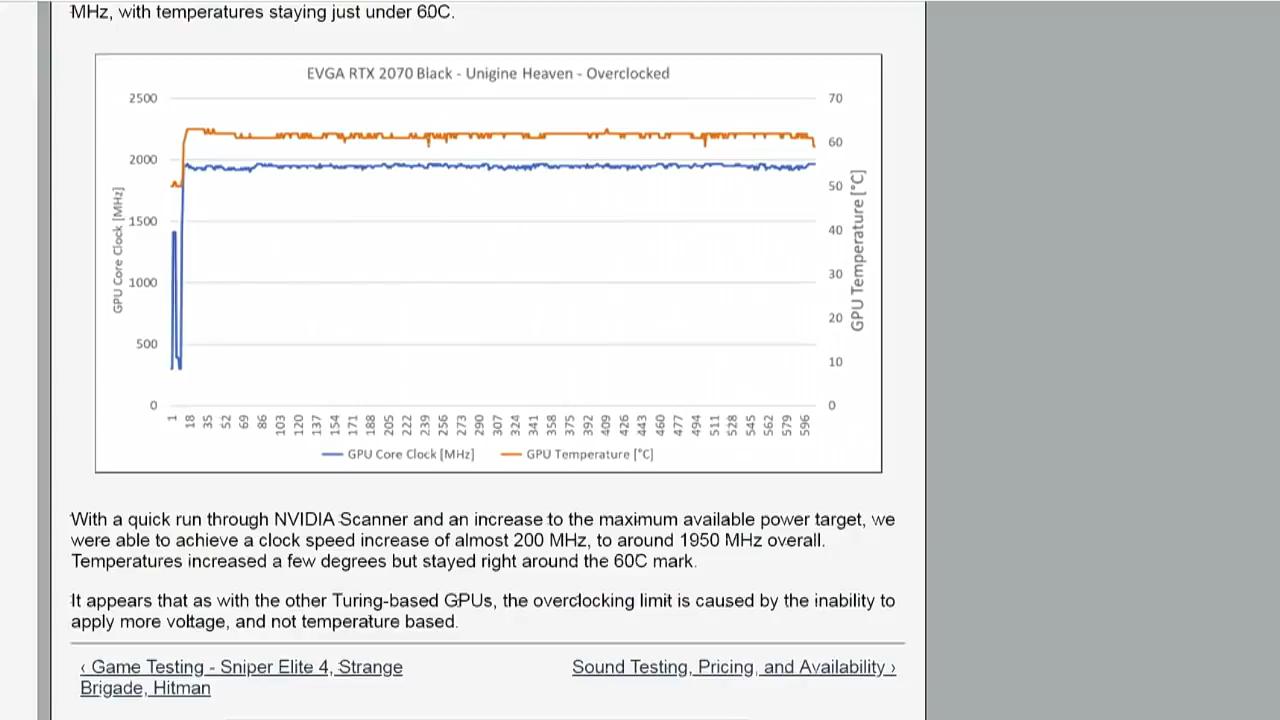 MHz, with temperatures staying just under 60C.
EVGA RTX 2070 Black - Unigine Heaven - Overclocked
2500
2000
1500
1000
500
0
GPU Core Clock [MHz]
70
60
50
40
30
20
10
0
GPU Temperature [°C]
1 18 35 52 69 86 103 120 137 154 171 188 205 222 239 256 273 290 307 324 341 358 375 392 409 426 443 460 477 494 511 528 545 562 579 596
GPU Core Clock [MHz] GPU Temperature [°C]
With a quick run through NVIDIA Scanner and an increase to the maximum available power target, we
were able to achieve a clock speed increase of almost 200 MHz, to around 1950 MHz overall.
Temperatures increased a few degrees but stayed right around the 60C mark.
It appears that as with the other Turing-based GPUs, the overclocking limit is caused by the inability to
apply more voltage, and not temperature based.
‹ Game Testing - Sniper Elite 4, Strange
Brigade, Hitman
Sound Testing, Pricing, and Availability ›